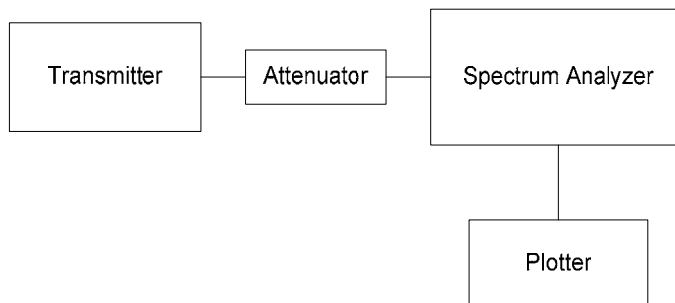 Transmitter
Attenuator
Spectrum Analyzer
Plotter